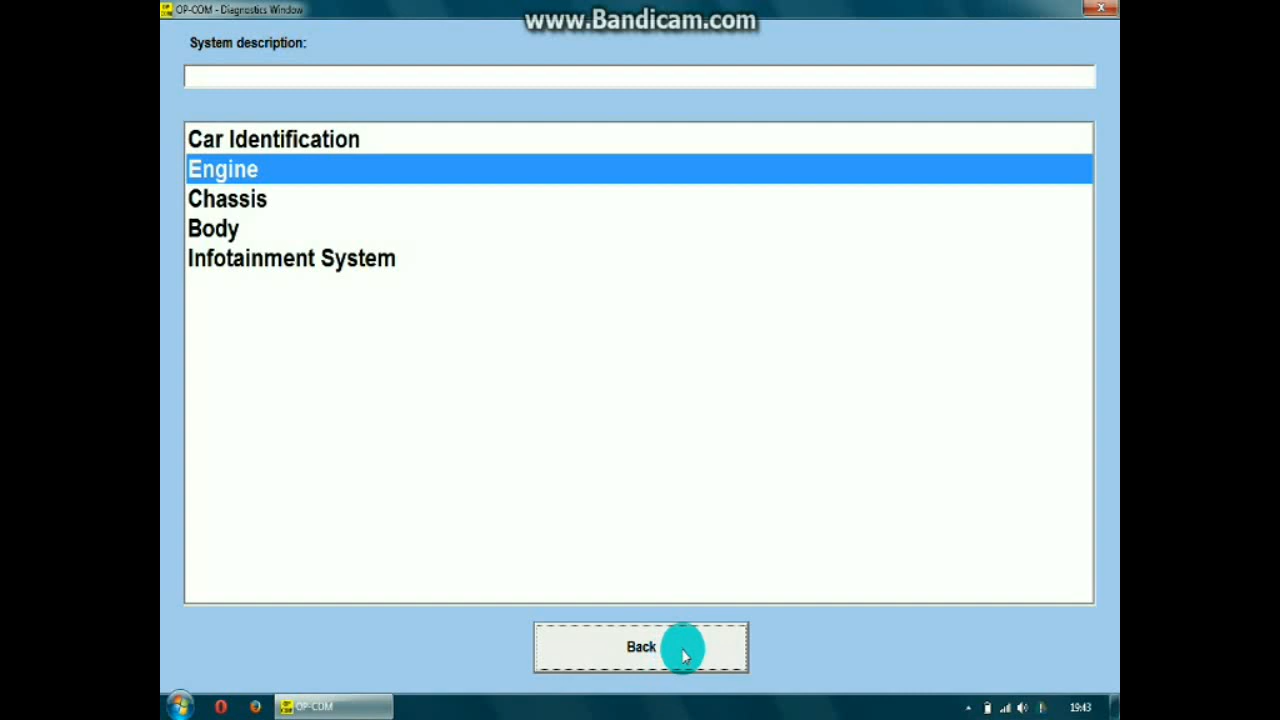 www.Bandicam.com
OP-COM - Diagnostics Window
System description:
Car Identification
Engine
Chassis
Body
Infotainment System
Back
OP-COM
19:43